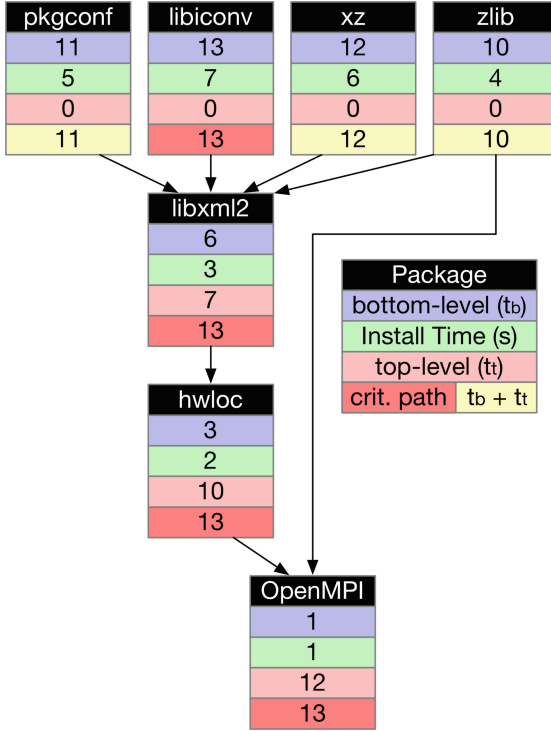 pkgconf
11
5
0
11
libiconv
13
7
0
13
xz
12
6
0
12
zlib
10
4
0
10
libxml2
6
3
7
13
Package
bottom-level (tb)
Install Time (s)
top-level (tt)
crit. path tb + tt
hwloc
3
2
10
13
OpenMPI
1
1
12
13